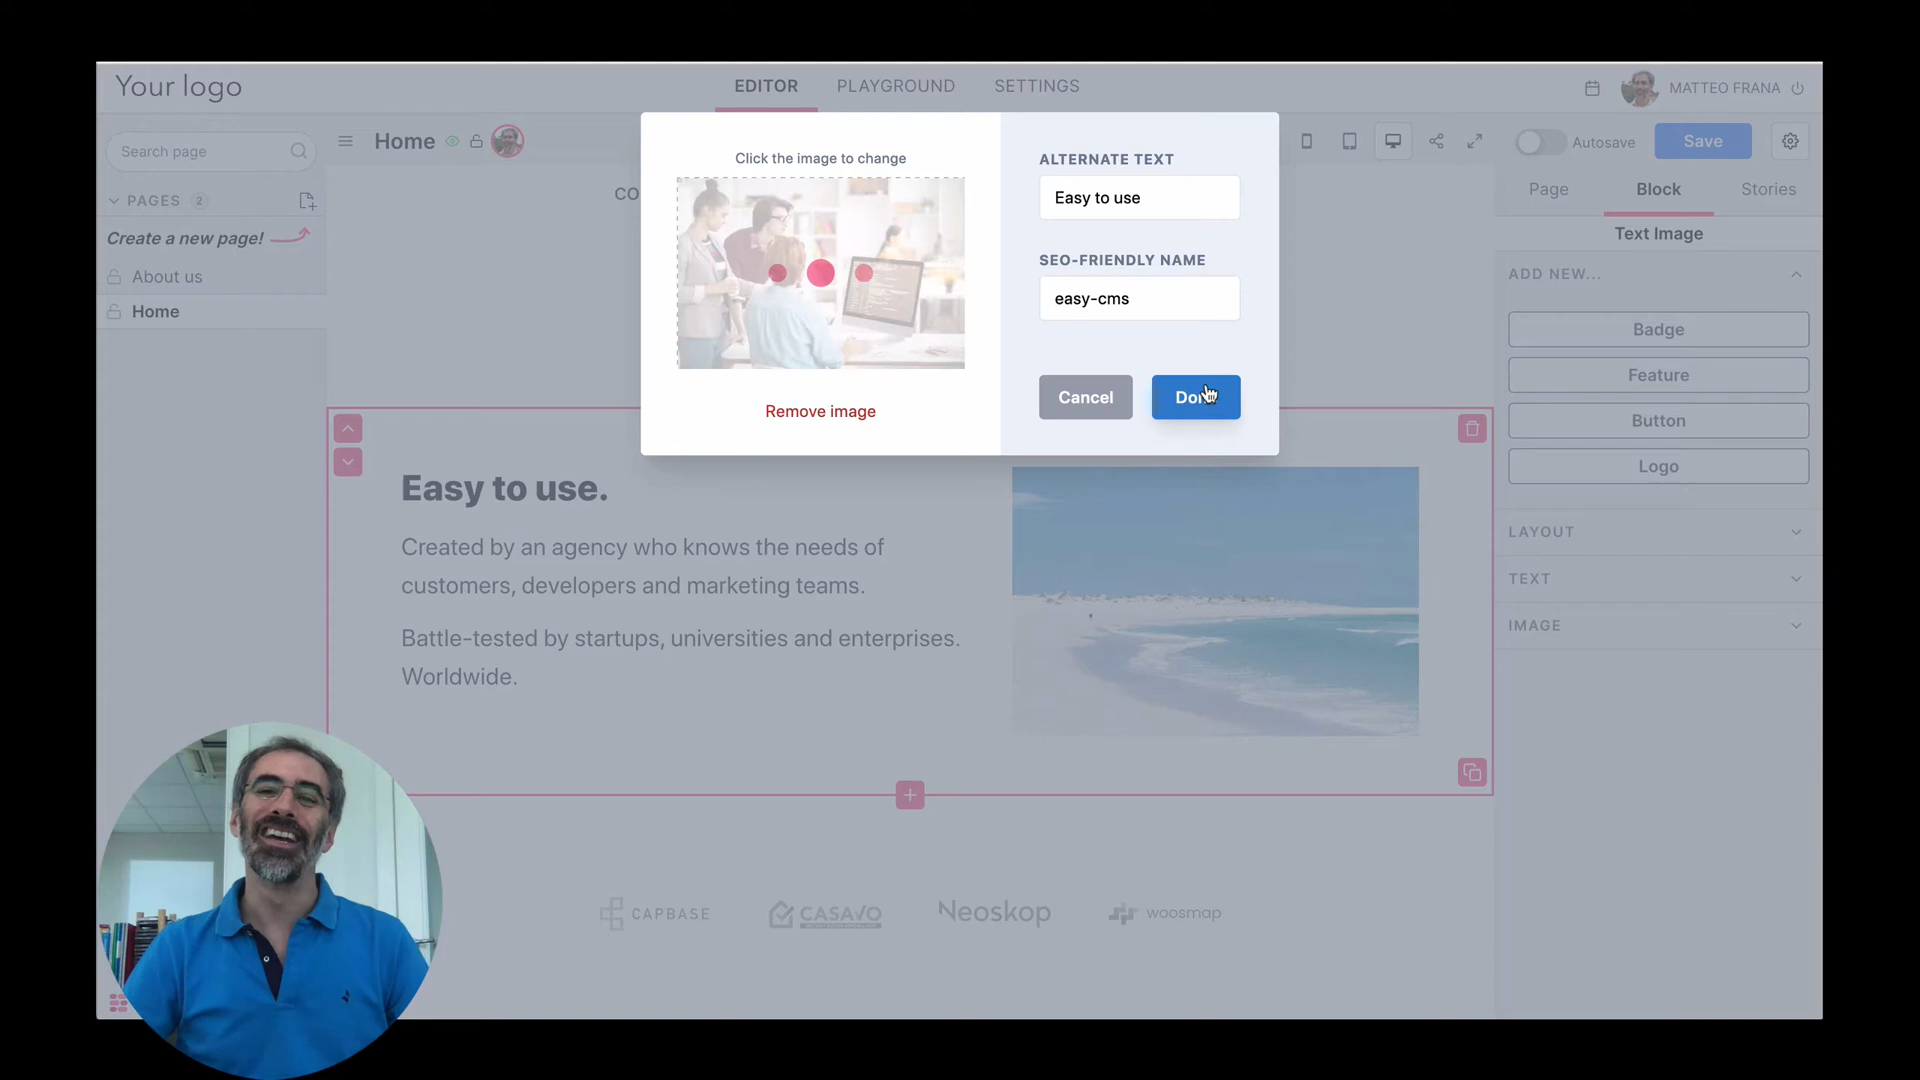 Your logo
EDITOR PLAYGROUND SETTINGS
MATTEO FRANA
Search page
Home
Autosave
Save
PAGES 2
Create a new page!
About us
Home
CO
Click the image to change
Remove image
ALTERNATE TEXT
Easy to use
SEO-FRIENDLY NAME
easy-cms
Cancel
Page Block Stories
Text Image
ADD NEW...
Badge
Feature
Button
Logo
LAYOUT
TEXT
IMAGE
Easy to use.
Created by an agency who knows the needs of
customers, developers and marketing teams.
Battle-tested by startups, universities and enterprises.
Worldwide.
CAPBASE CASAVO Neoskop woosmap